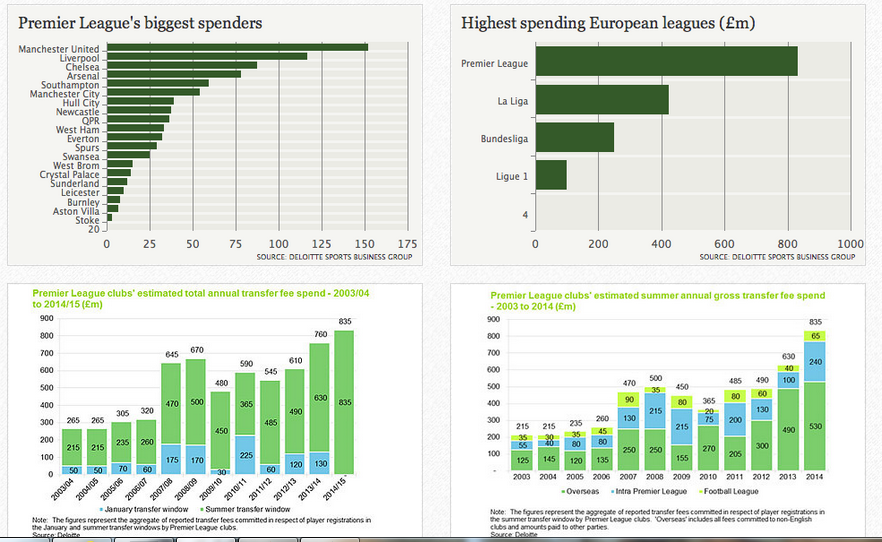 Premier League's biggest spenders
Manchester United
Liverpool
Chelsea
Arsenal
Southampton
Manchester City
Hull City
Newcastle
QPR
West Ham
Everton
Spurs
Swansea
West Brom
Crystal Palace
Sunderland
Leicester
Burnley
Aston Villa
Stoke
20
0 25 50 75 100 125 150 175
SOURCE: DELOITTE SPORTS BUSINESS GROUP
Highest spending European leagues (£m)
Premier League
La Liga
Bundesliga
Ligue 1
4
0 200 400 600 800 1000
SOURCE: DELOITTE SPORTS BUSINESS GROUP
Premier League clubs' estimated total annual transfer fee spend - 2003/04
to 2014/15 (£m)
900
800
700
600
500
400
300
200
100
0
265 265 305 320 645 670 480 590 545 610 760 835
215 215 235 260 470 500 450 365 485 490 630 835
50 50 70 60 175 170 30 225 60 120 130
2003/04 2004/05 2005/06 2006/07 2007/08 2008/09 2009/10 2010/11 2011/12 2012/13 2013/14 2014/15*
January transfer window Summer transfer window
Note: The figures represent the aggregate of reported transfer fees committed in respect of player registrations in
the January and summer transfer windows by Premier League clubs.
Source: Deloitte
Premier League clubs' estimated summer annual gross transfer fee spend
- 2003 to 2014 (£m)
900
800
700
600
500
400
300
200
100
-
215 215 235 260 470 500 450 365 485 490 630 835
35 30 35 45 90 35 80 20 80 60 40 65
55 40 80 80 130 215 215 75 200 130 100 240
125 145 120 135 250 250 155 270 205 300 490 530
2003 2004 2005 2006 2007 2008 2009 2010 2011 2012 2013 2014
Overseas Intra Premier League Football League
Note: The figures represent the aggregate of reported transfer fees committed in respect of player registrations in
the summer transfer window by Premier League clubs. 'Overseas' includes all fees committed to non-English
clubs and amounts paid to other parties.
Source: Deloitte